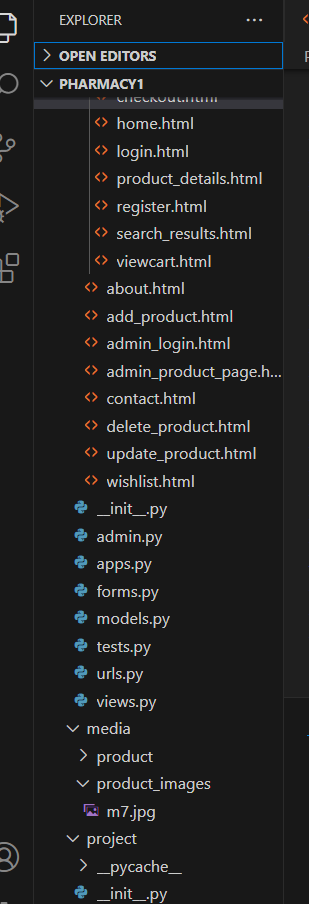 EXPLORER
OPEN EDITORS
PHARMACY1
checkout.html
home.html
login.html
product_details.html
register.html
search_results.html
viewcart.html
about.html
add_product.html
admin_login.html
admin_product_page.h...
contact.html
delete_product.html
update_product.html
wishlist.html
__init__.py
admin.py
apps.py
forms.py
models.py
tests.py
urls.py
views.py
media
product
product_images
m7.jpg
project
__pycache__
__init__.py